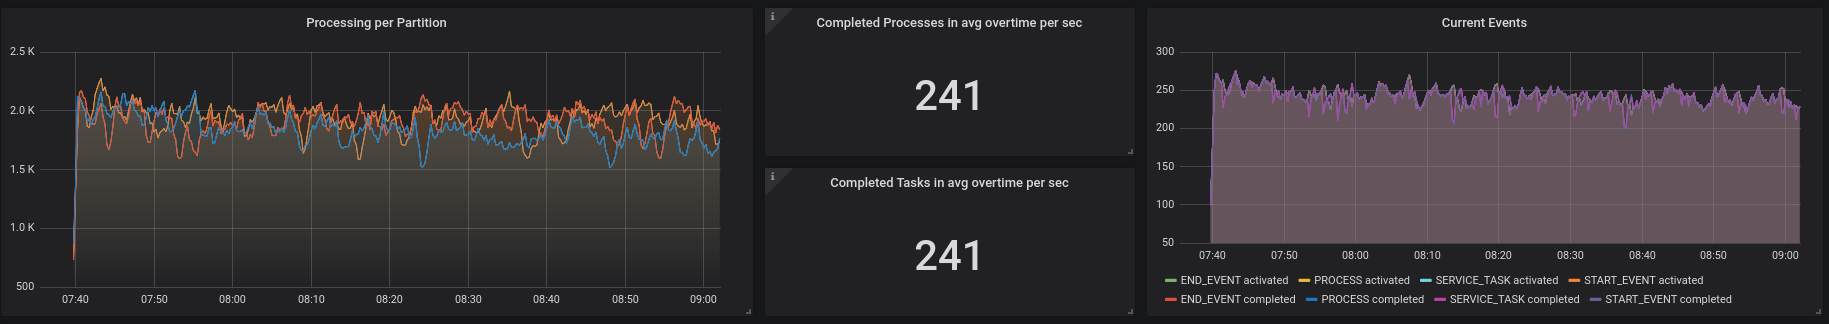 Processing per Partition
2.5 K
2.0 K
1.5 K
1.0 K
500
07:40 07:50 08:00 08:10 08:20 08:30 08:40 08:50 09:00
i
Completed Processes in avg overtime per sec
241
i
Completed Tasks in avg overtime per sec
241
Current Events
300
250
200
150
100
50
07:40 07:50 08:00 08:10 08:20 08:30 08:40 08:50 09:00
END_EVENT activated PROCESS activated SERVICE_TASK activated START_EVENT activated
END_EVENT completed PROCESS completed SERVICE_TASK completed START_EVENT completed